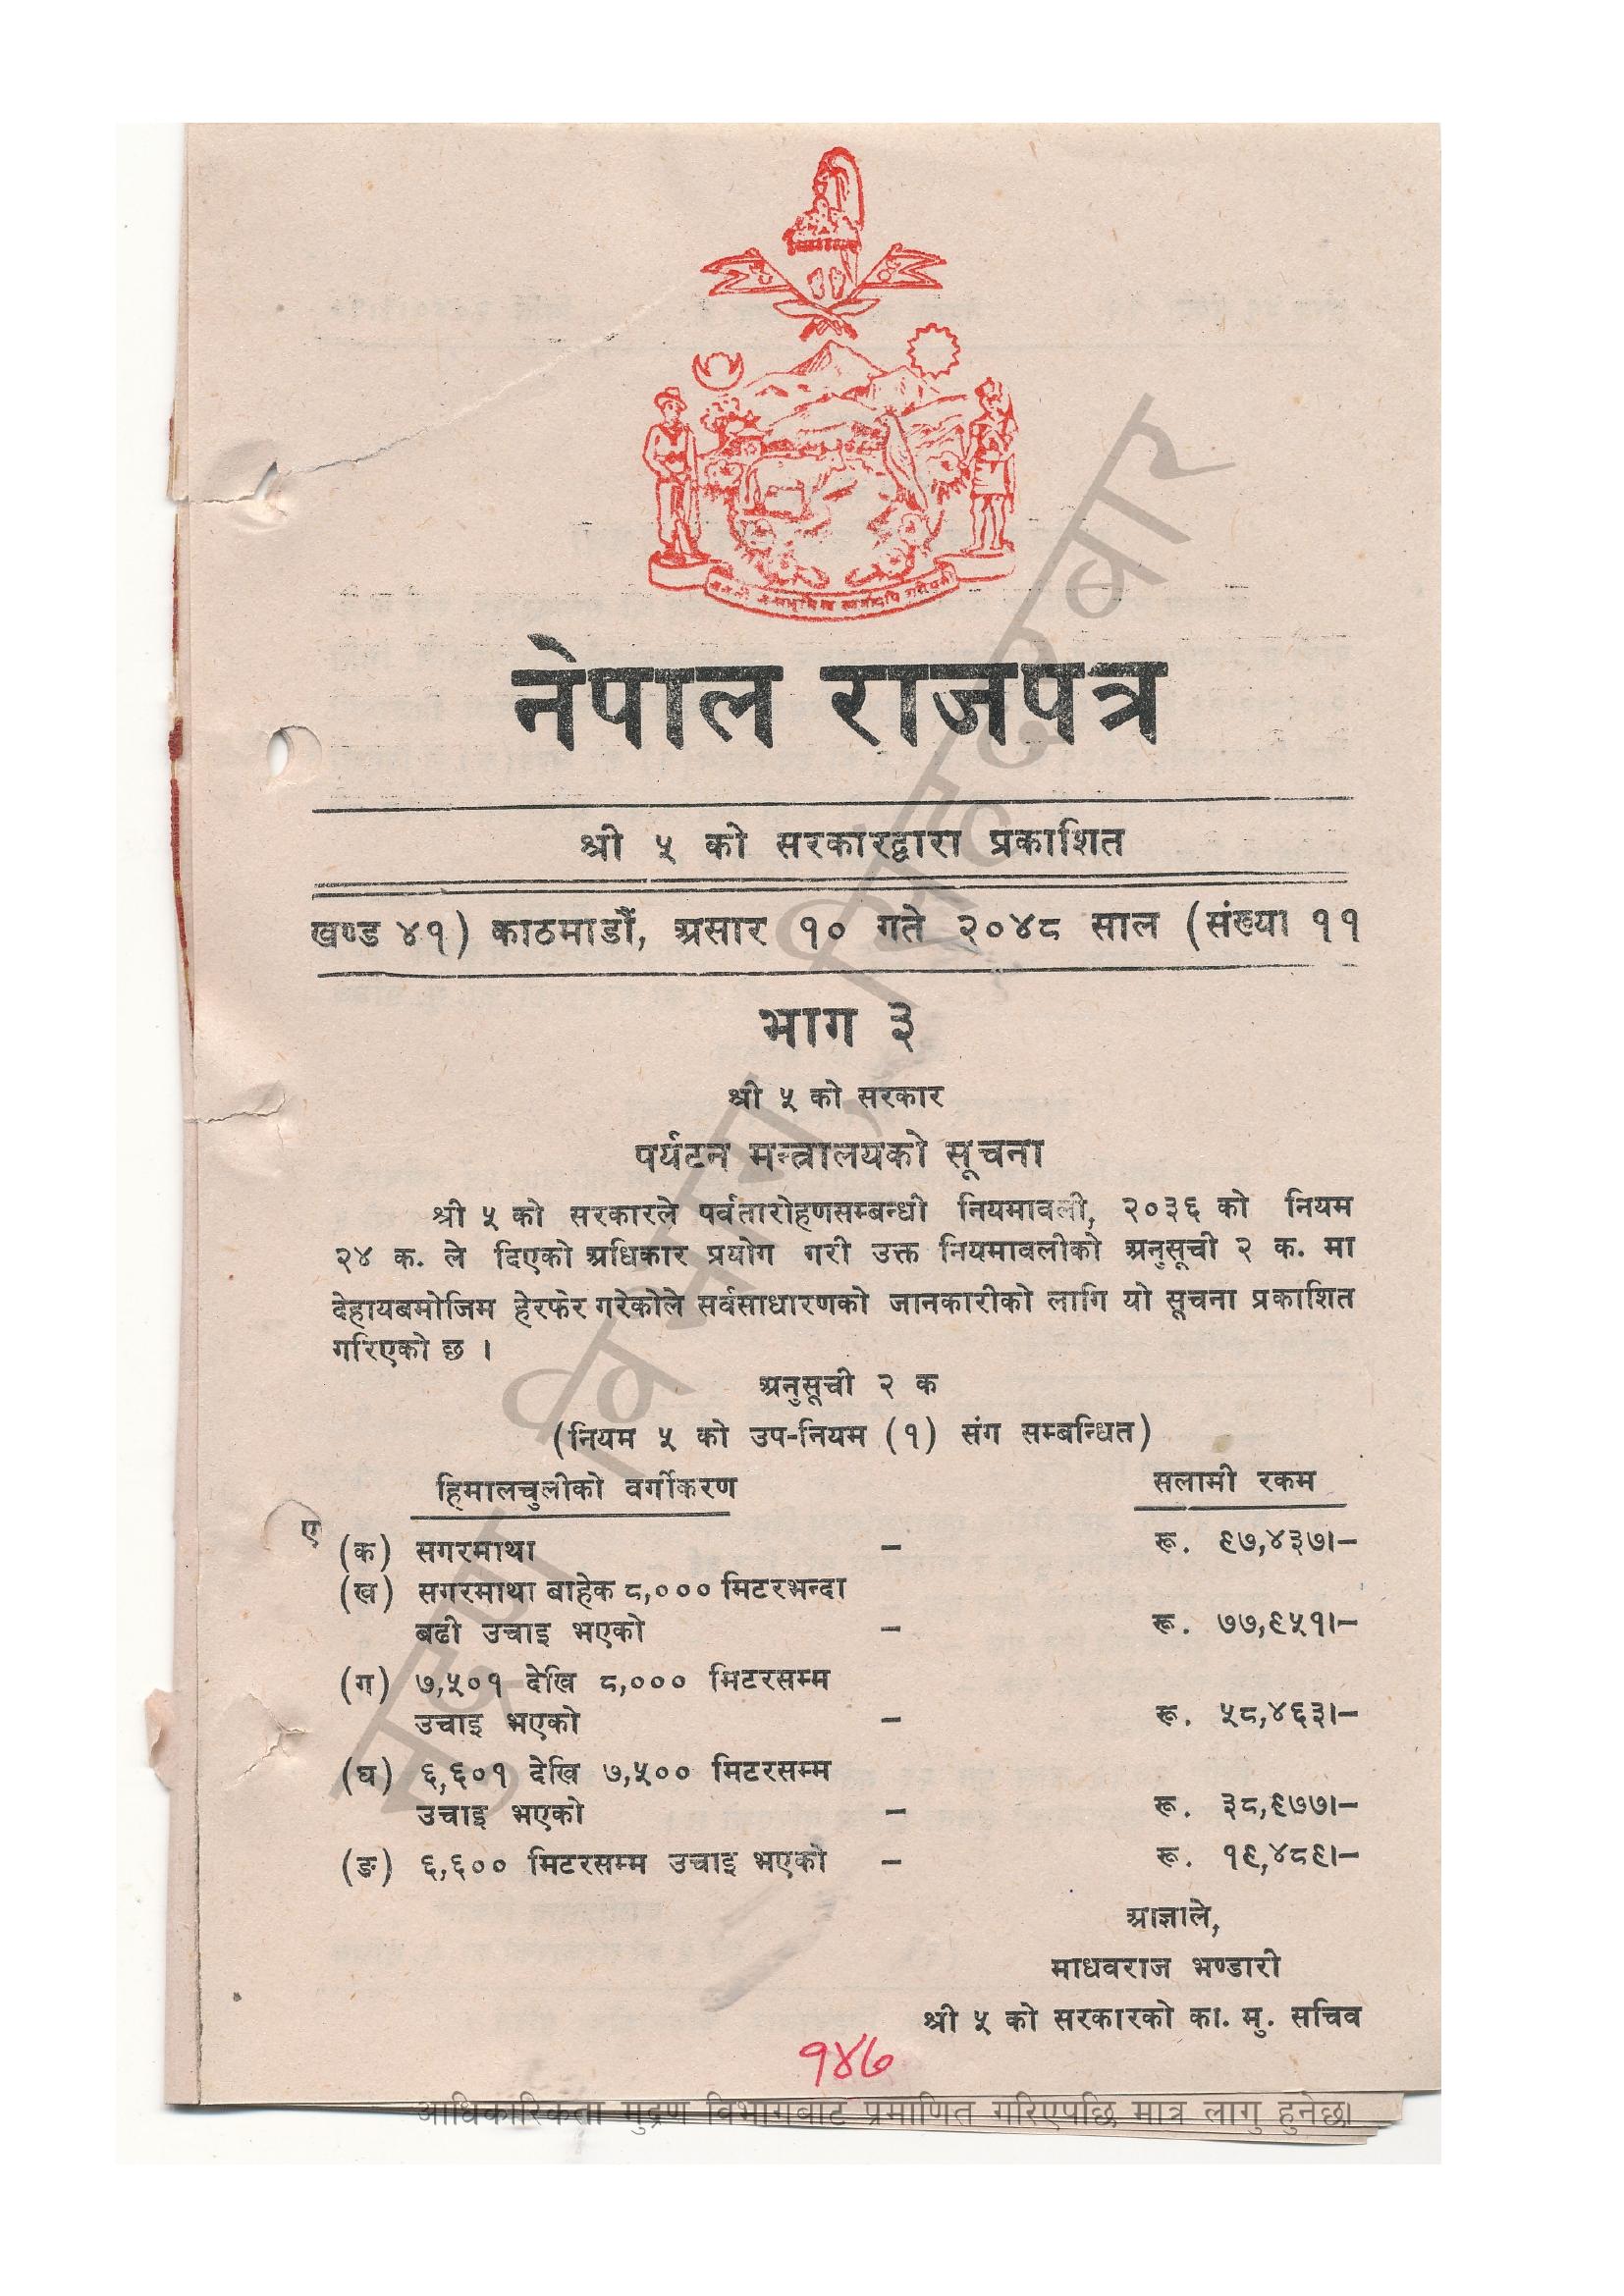 नेपाल राजपत्र
श्री ५ को सरकारद्वारा प्रकाशित
खण्ड ४१) काठमाडौं, असार १० गते २०४८ साल (संख्या ११
भाग ३
श्री ५ को सरकार
पर्यटन मन्त्रालयको सूचना
श्री ५ को सरकारले पर्वतारोहणसम्बन्धी नियमावली, २०३६ को नियम
२४ क. ले दिएको अधिकार प्रयोग गरी उक्त नियमावलीको अनुसूची २ क. मा
देहायबमोजिम हेरफेर गरेकोले सर्वसाधारणको जानकारीको लागि यो सूचना प्रकाशित
गरिएको छ ।
अनुसूची २ क
(नियम ५ को उप-नियम (१) संग सम्बन्धित)
हिमालचुलीको वर्गीकरण सलामी रकम
ए
(क) सगरमाथा – रू. ९७,४३७।–
(ख) सगरमाथा बाहेक ८,००० मिटरभन्दा
बढी उचाइ भएको – रू. ७७,९५१।–
(ग) ७,५०१ देखि ८,००० मिटरसम्म
उचाइ भएको – रू. ५८,४६३।–
(घ) ६,६०१ देखि ७,५०० मिटरसम्म
उचाइ भएको – रू. ३८,९७७।–
(ङ) ६,६०० मिटरसम्म उचाइ भएको – रू. १९,४८९।–
आज्ञाले,
माधवराज भण्डारी
श्री ५ को सरकारको का. मु. सचिव
१४७
आधिकारिकता मुद्रण विभागबाट प्रमाणित गरिएपछि मात्र लागु हुनेछ।
मुद्रण विभाग, सिंहदरबार